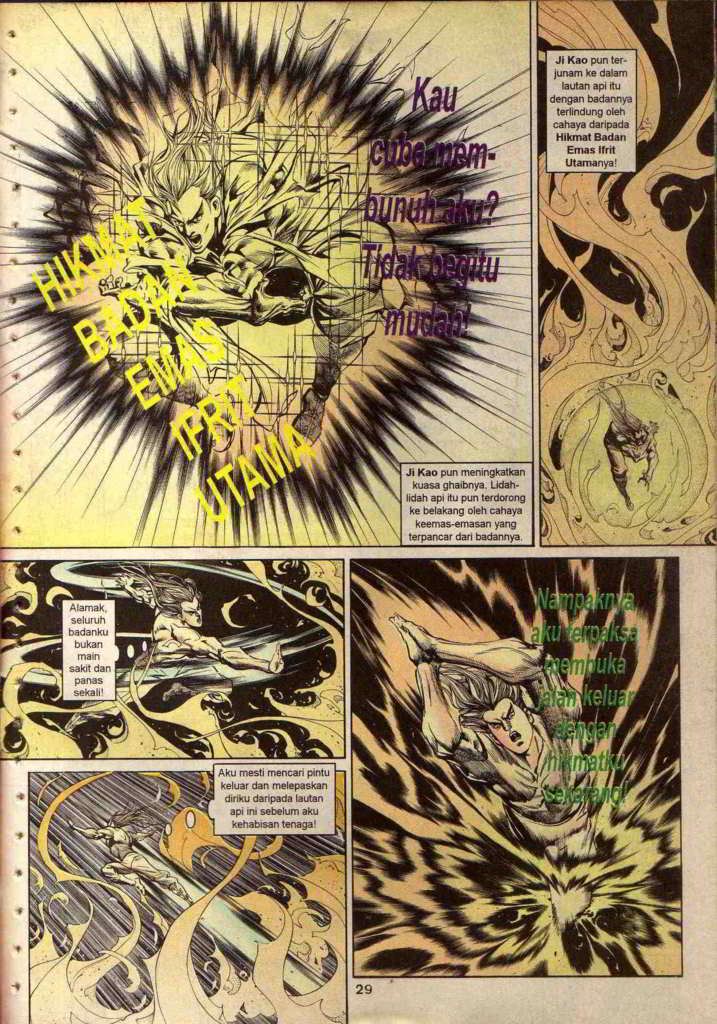 Kau
cuba mem-
bunuh aku?
Tidak begitu
mudah!
HIKMAT
BADAN
EMAS
IFRIT
UTAMA
Ji Kao pun meningkatkan
kuasa ghaibnya. Lidah-
lidah api itu pun terdorong
ke belakang oleh cahaya
keemas-emasan yang
terpancar dari badannya.
Ji Kao pun ter-
junam ke dalam
lautan api itu
dengan badannya
terlindung oleh
cahaya daripada
Hikmat Badan
Emas Ifrit
Utamanya!
Alamak,
seluruh
badanku
bukan
main
sakit dan
panas
sekali!
Nampaknya
aku terpaksa
mempuka
jalan keluar
dengan
hikmatku
sekarang!
Aku mesti mencari pintu
keluar dan melepaskan
diriku daripada lautan
api ini sebelum aku
kehabisan tenaga!
29